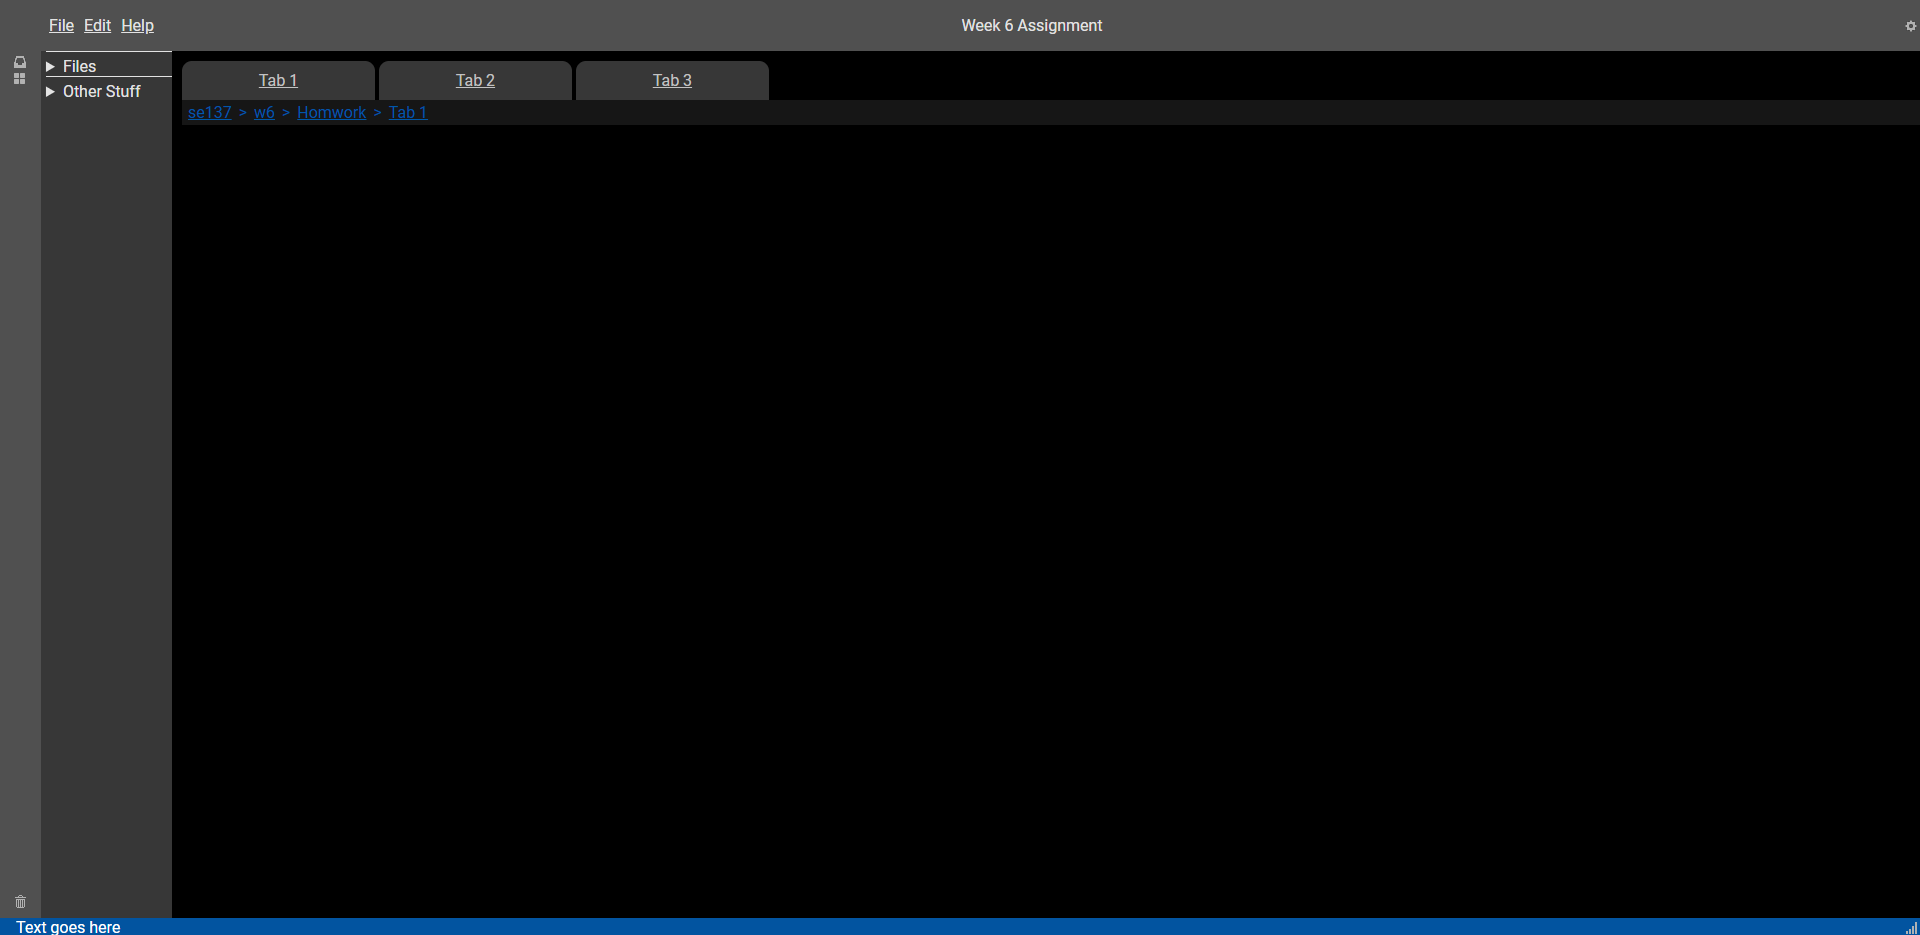 File Edit Help
Week 6 Assignment
Files
Other Stuff
Tab 1
Tab 2
Tab 3
se137 > w6 > Homwork > Tab 1
Text goes here